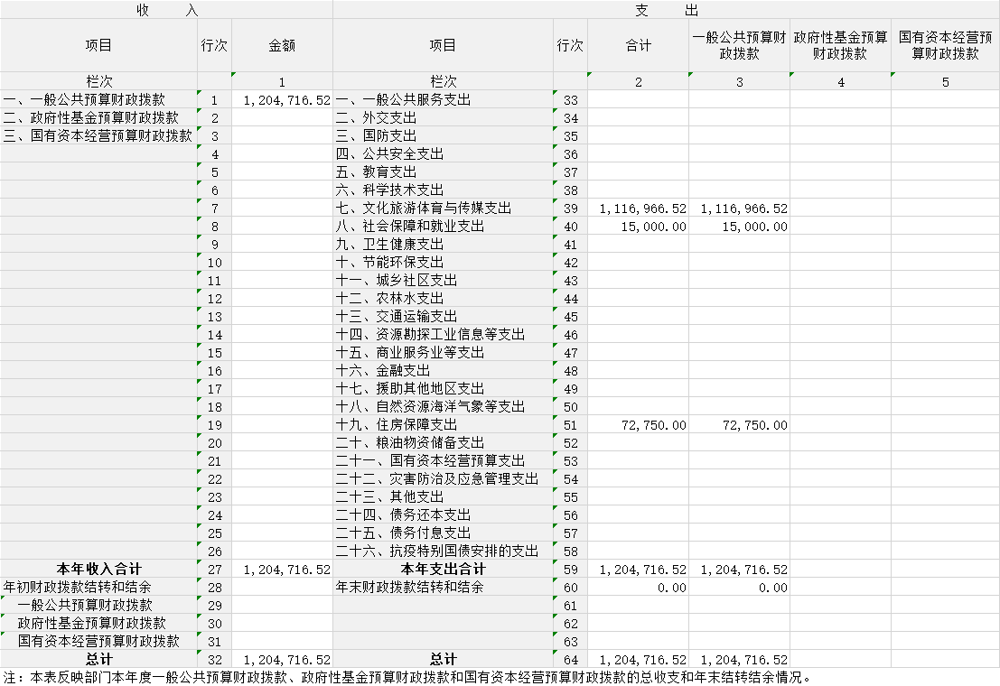 收 入 支 出
项目 行次 金额 项目 行次 合计 一般公共预算财政拨款 政府性基金预算财政拨款 国有资本经营预算财政拨款
栏次 1 栏次 2 3 4 5
一、一般公共预算财政拨款 1 1,204,716.52 一、一般公共服务支出 33
二、政府性基金预算财政拨款 2 二、外交支出 34
三、国有资本经营预算财政拨款 3 三、国防支出 35
4 四、公共安全支出 36
5 五、教育支出 37
6 六、科学技术支出 38
7 七、文化旅游体育与传媒支出 39 1,116,966.52 1,116,966.52
8 八、社会保障和就业支出 40 15,000.00 15,000.00
9 九、卫生健康支出 41
10 十、节能环保支出 42
11 十一、城乡社区支出 43
12 十二、农林水支出 44
13 十三、交通运输支出 45
14 十四、资源勘探工业信息等支出 46
15 十五、商业服务业等支出 47
16 十六、金融支出 48
17 十七、援助其他地区支出 49
18 十八、自然资源海洋气象等支出 50
19 十九、住房保障支出 51 72,750.00 72,750.00
20 二十、粮油物资储备支出 52
21 二十一、国有资本经营预算支出 53
22 二十二、灾害防治及应急管理支出 54
23 二十三、其他支出 55
24 二十四、债务还本支出 56
25 二十五、债务付息支出 57
26 二十六、抗疫特别国债安排的支出 58
本年收入合计 27 1,204,716.52 本年支出合计 59 1,204,716.52 1,204,716.52
年初财政拨款结转和结余 28 年末财政拨款结转和结余 60 0.00 0.00
一般公共预算财政拨款 29 61
政府性基金预算财政拨款 30 62
国有资本经营预算财政拨款 31 63
总计 32 1,204,716.52 总计 64 1,204,716.52 1,204,716.52
注：本表反映部门本年度一般公共预算财政拨款、政府性基金预算财政拨款和国有资本经营预算财政拨款的总收支和年末结转结余情况。